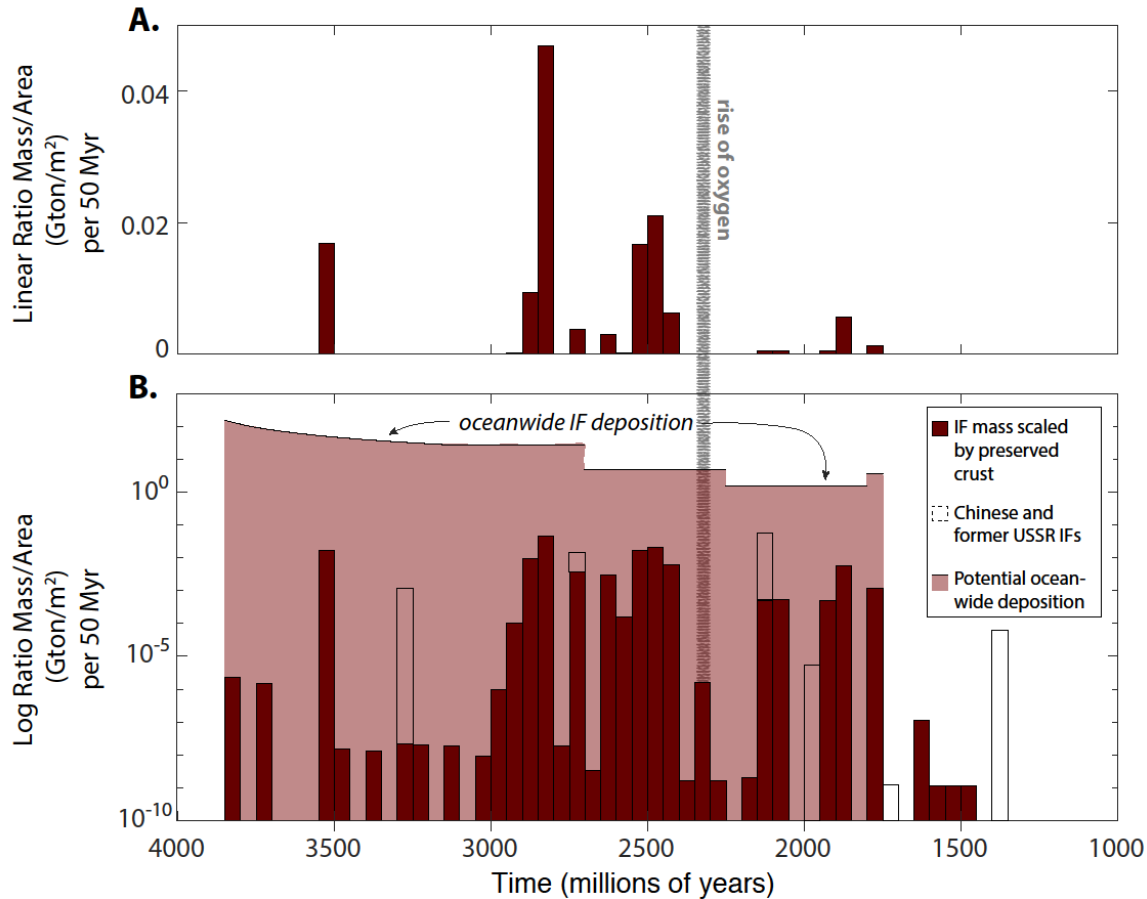 A.
Linear Ratio Mass/Area
(Gton/m²)
per 50 Myr
0.04
0.02
0
rise of oxygen
B.
Log Ratio Mass/Area
(Gton/m²)
per 50 Myr
10⁰
10⁻⁵
10⁻¹⁰
oceanwide IF deposition
IF mass scaled
by preserved
crust
Chinese and
former USSR IFs
Potential ocean-
wide deposition
4000
3500
3000
2500
2000
1500
1000
Time (millions of years)